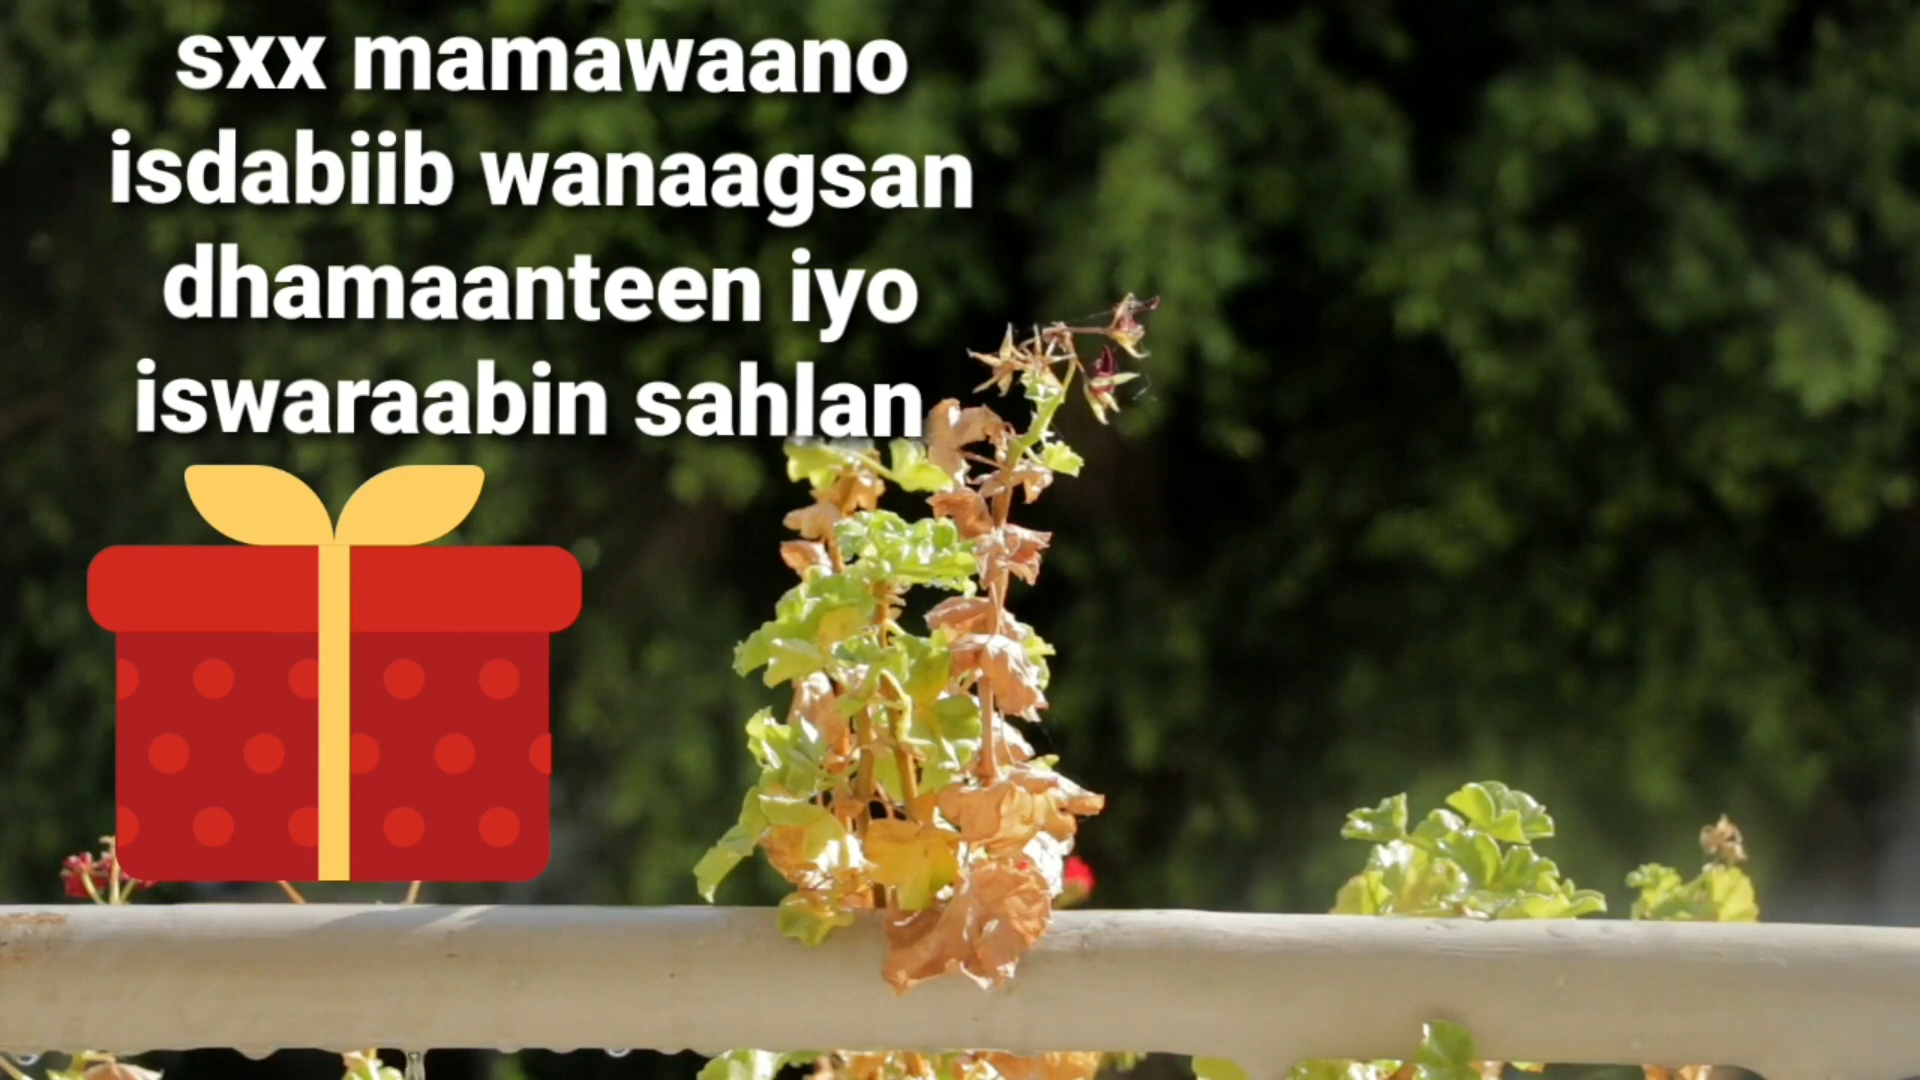 sxx mamawaano
isdabiib wanaagsan
dhamaanteen iyo
iswaraabin sahlan